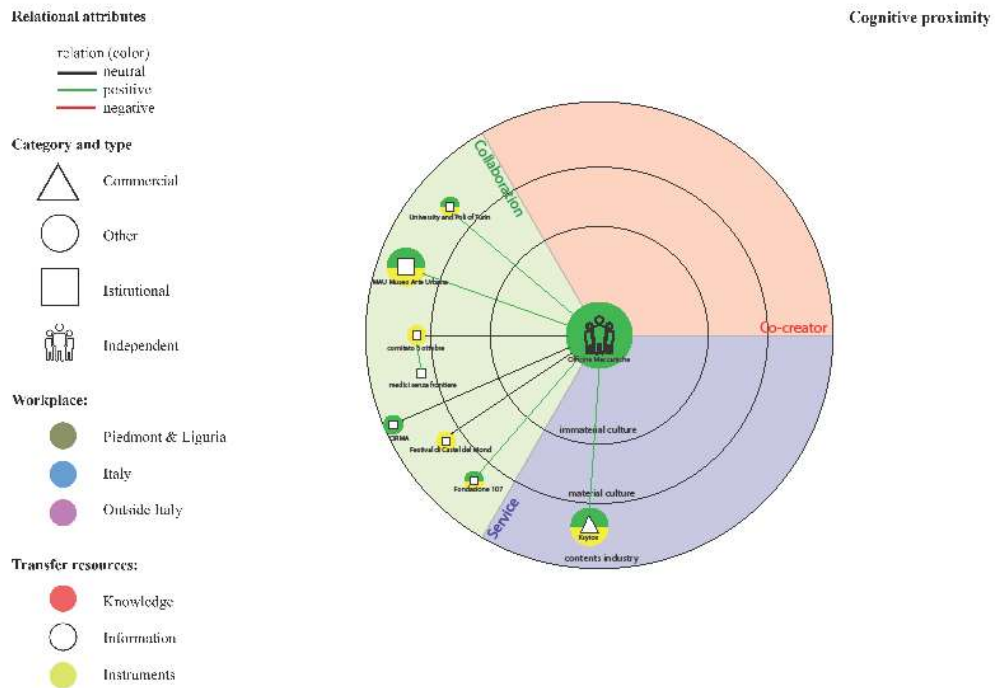 Relational attributes
Cognitive proximity
relation (color)
neutral
positive
negative
Category and type
Commercial
Other
Istitutional
Independent
Workplace:
Piedmont & Liguria
Italy
Outside Italy
Transfer resources:
Knowledge
Information
Instruments
Collaboration
Co-creator
Service
University and Poli of Turin
MAU Museo Arte Urbana
comitato 5 ottobre
medici senza frontiere
Festival di Castel del Mond
Fondazione 107
Officine Meccaniche
immaterial culture
material culture
contents industry